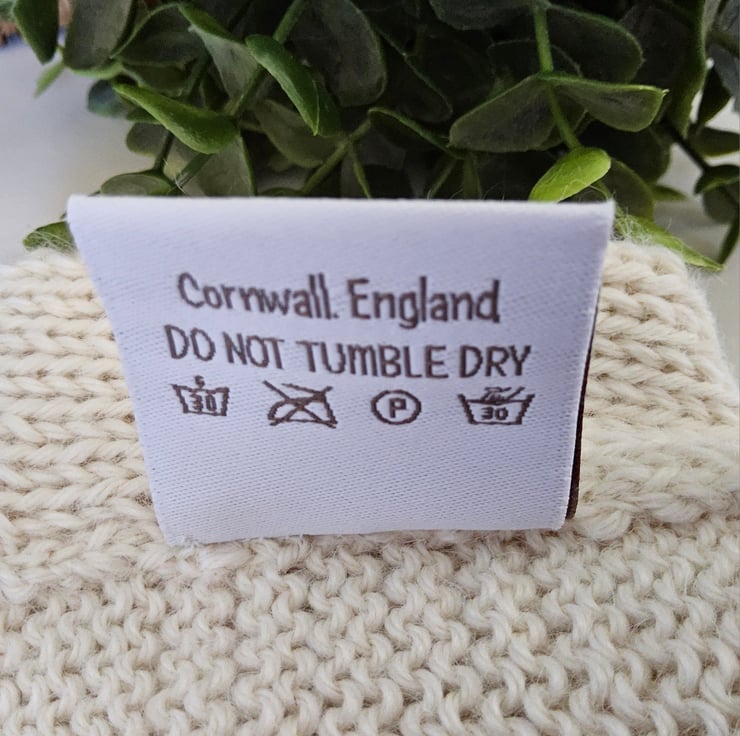 Cornwall. England
DO NOT TUMBLE DRY
30 P 30